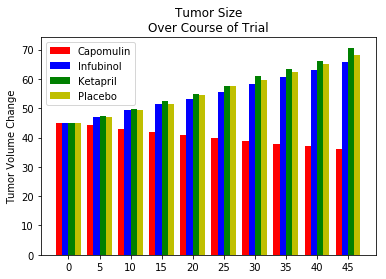 Tumor Size
Over Course of Trial
Capomulin
Infubinol
Ketapril
Placebo
Tumor Volume Change
70
60
50
40
30
20
10
0
0 5 10 15 20 25 30 35 40 45